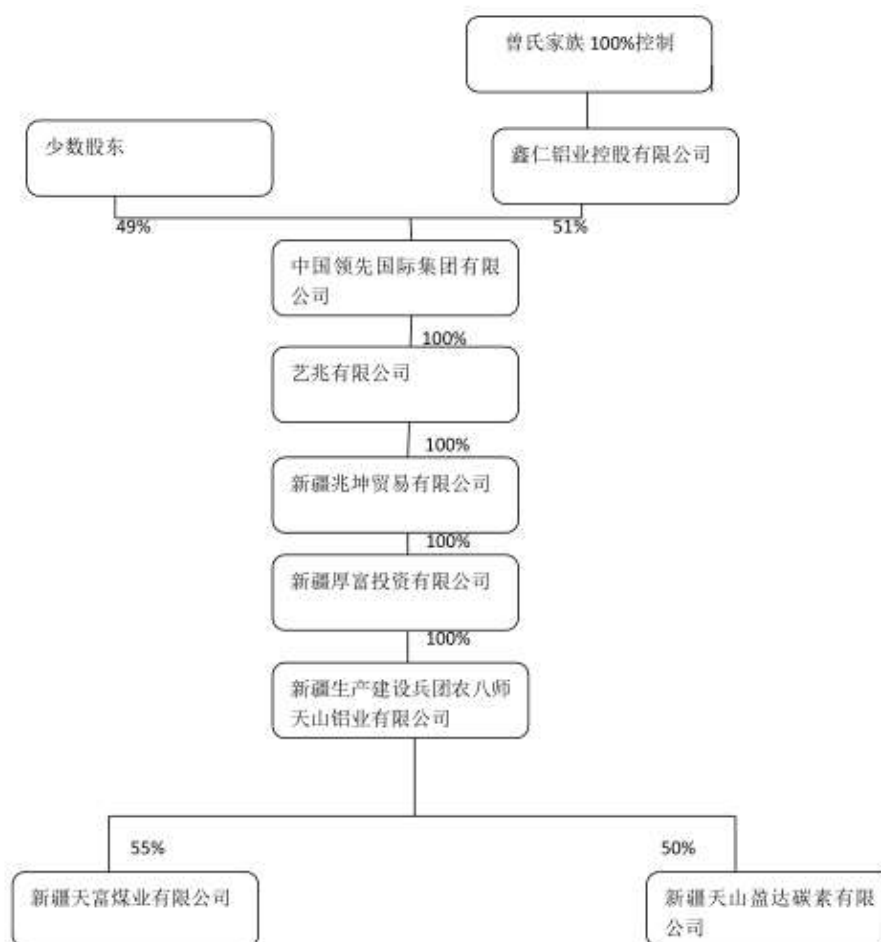 曾氏家族 100%控制
少数股东
鑫仁铝业控股有限公司
49%
51%
中国领先国际集团有限
公司
100%
艺兆有限公司
100%
新疆兆坤贸易有限公司
100%
新疆厚富投资有限公司
100%
新疆生产建设兵团农八师
天山铝业有限公司
55%
50%
新疆天富煤业有限公司
新疆天山盈达碳素有限
公司